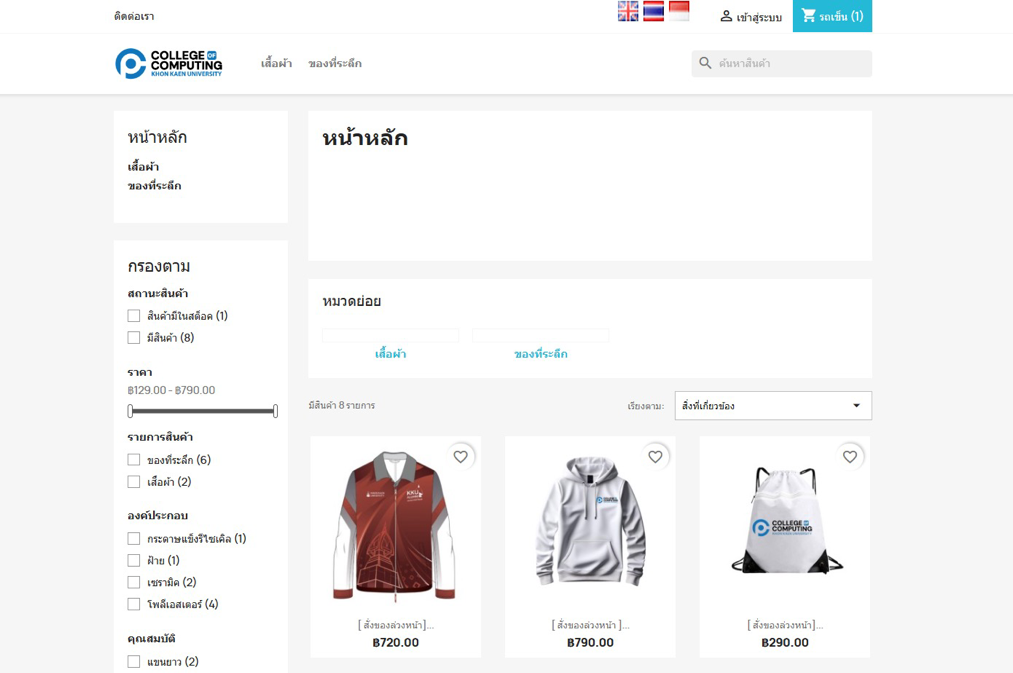 ติดต่อเรา
เข้าสู่ระบบ
รถเข็น (1)
COLLEGE OF
COMPUTING
KHON KAEN UNIVERSITY
เสื้อผ้า ของที่ระลึก
ค้นหาสินค้า
หน้าหลัก
เสื้อผ้า
ของที่ระลึก
หน้าหลัก
กรองตาม
สถานะสินค้า
สินค้ามีในสต็อค (1)
มีสินค้า (8)
ราคา
฿129.00 - ฿790.00
รายการสินค้า
ของที่ระลึก (6)
เสื้อผ้า (2)
องค์ประกอบ
กระดาษแข็งรีไซเคิล (1)
ฝ้าย (1)
เซรามิค (2)
โพลีเอสเตอร์ (4)
คุณสมบัติ
แขนยาว (2)
หมวดย่อย
เสื้อผ้า
ของที่ระลึก
มีสินค้า 8 รายการ
เรียงตาม:
สิ่งที่เกี่ยวข้อง
KKU
[ สั่งของล่วงหน้า]...
฿720.00
[ สั่งของล่วงหน้า ]...
฿790.00
COLLEGE OF
COMPUTING
KHON KAEN UNIVERSITY
[ สั่งของล่วงหน้า]...
฿290.00